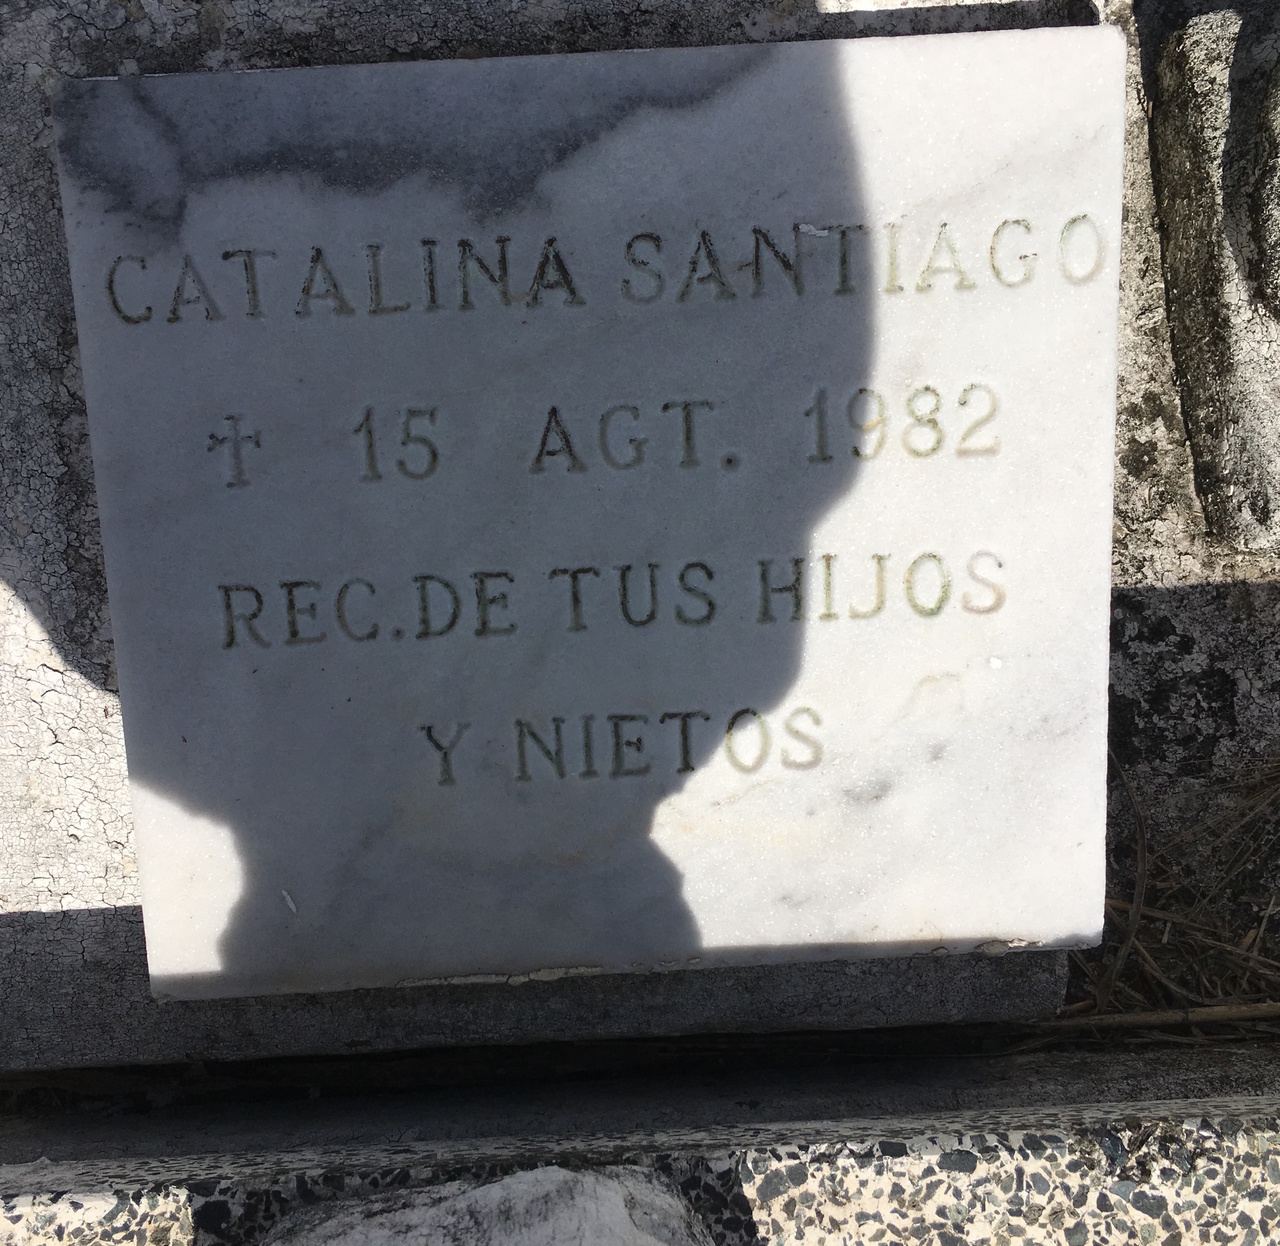 CATALINA SANTIAGO
† 15 AGT. 1982
REC.DE TUS HIJOS
Y NIETOS